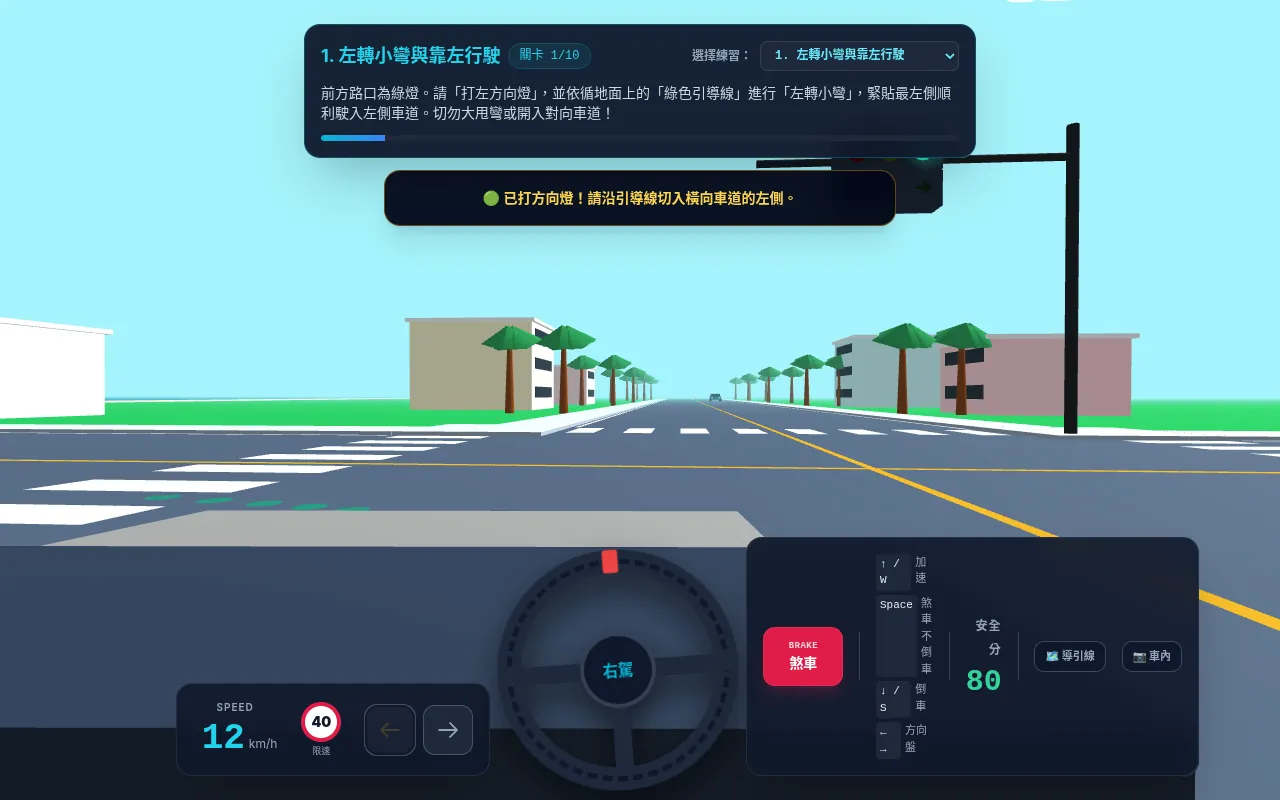 1. 左轉小彎與靠左行駛
關卡 1/10
選擇練習：
1. 左轉小彎與靠左行駛
前方路口為綠燈。請「打左方向燈」，並依循地面上的「綠色引導線」進行「左轉小彎」，緊貼最左側順
利駛入左側車道。切勿大甩彎或開入對向車道！
已打方向燈！請沿引導線切入橫向車道的左側。
SPEED
12 km/h
40
限速
←
→
右駕
BRAKE
煞車
↑ / W
加速
Space
煞車不倒車
↓ / S
倒車
← →
方向盤
安全分
80
導引線
車內